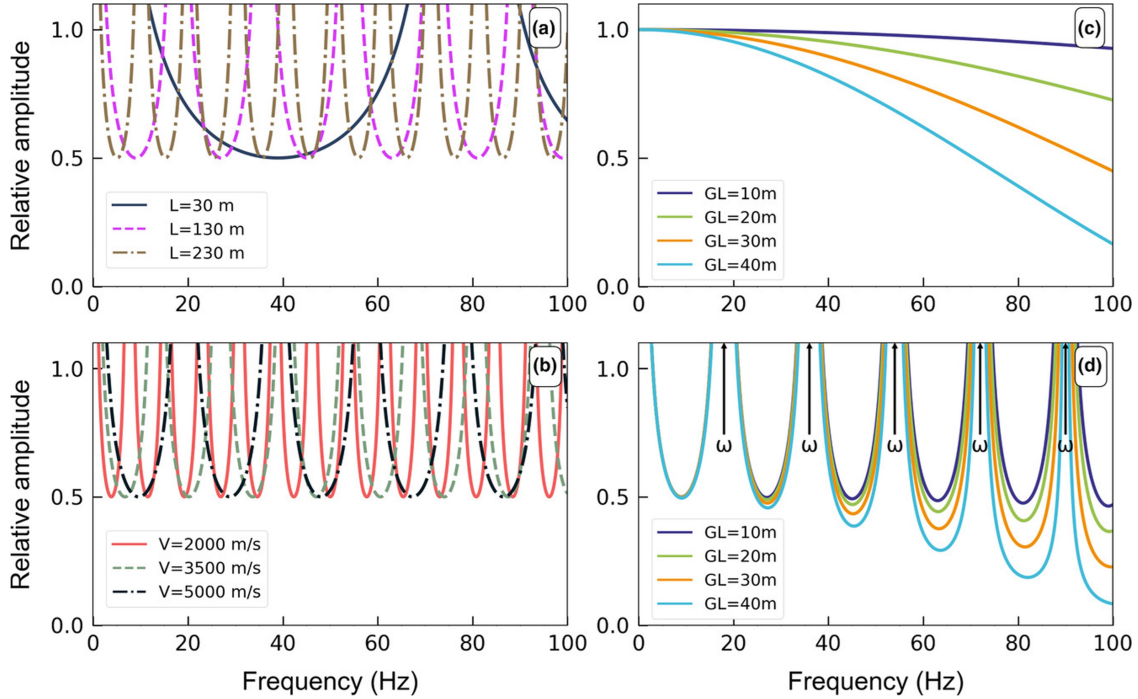 (a)
Relative amplitude
1.0
0.5
0.0
L=30 m
L=130 m
L=230 m
0 20 40 60 80 100
(c)
Relative amplitude
1.0
0.5
0.0
GL=10m
GL=20m
GL=30m
GL=40m
0 20 40 60 80 100
(b)
Relative amplitude
1.0
0.5
0.0
V=2000 m/s
V=3500 m/s
V=5000 m/s
0 20 40 60 80 100
Frequency (Hz)
(d)
Relative amplitude
1.0
0.5
0.0
ω ω ω ω ω
GL=10m
GL=20m
GL=30m
GL=40m
0 20 40 60 80 100
Frequency (Hz)